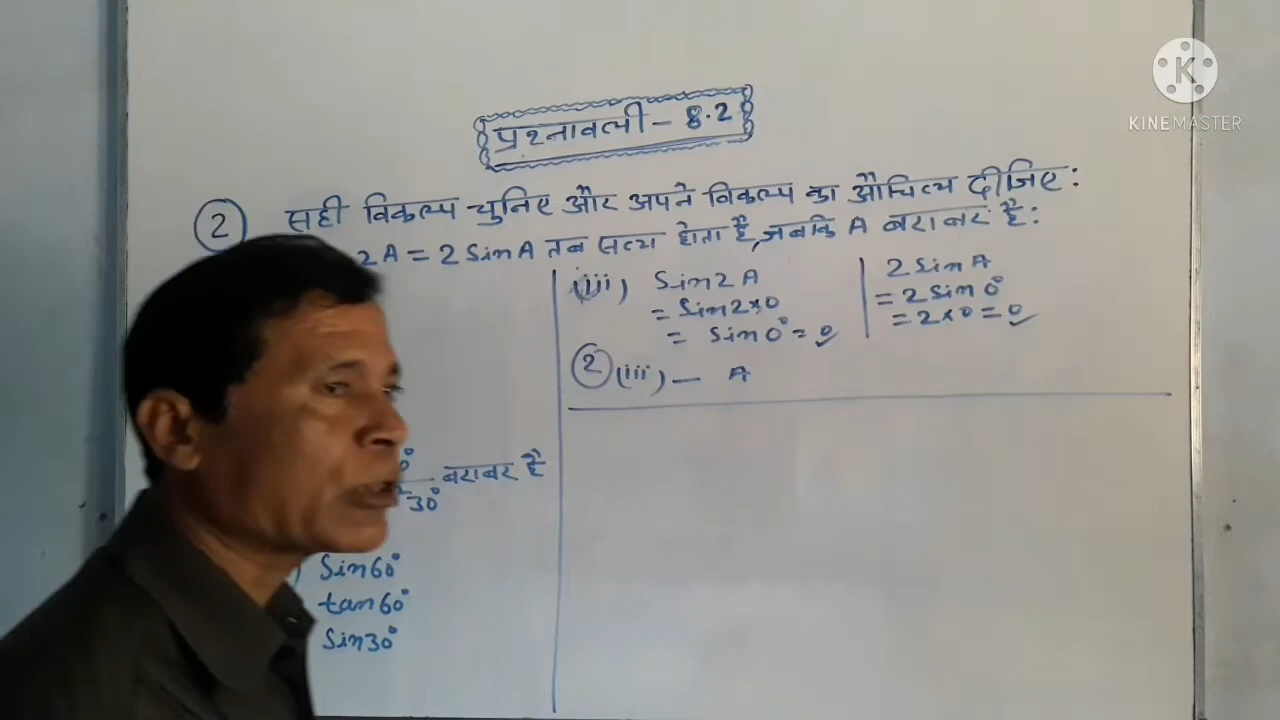 KINEMASTER
प्रश्नावली - 8.2
② सही विकल्प चुनिए और अपने विकल्प का औचित्य दीजिए:
2A = 2 sin A तब सत्य होता है, जबकि A बराबर है:
(iii) Sin 2A
= Sin 2×0
= Sin 0° = 0
2 sin A
= 2 Sin 0°
= 2×0 = 0
② (iii) — A
30° बराबर है
Sin 60°
tan 60°
Sin 30°